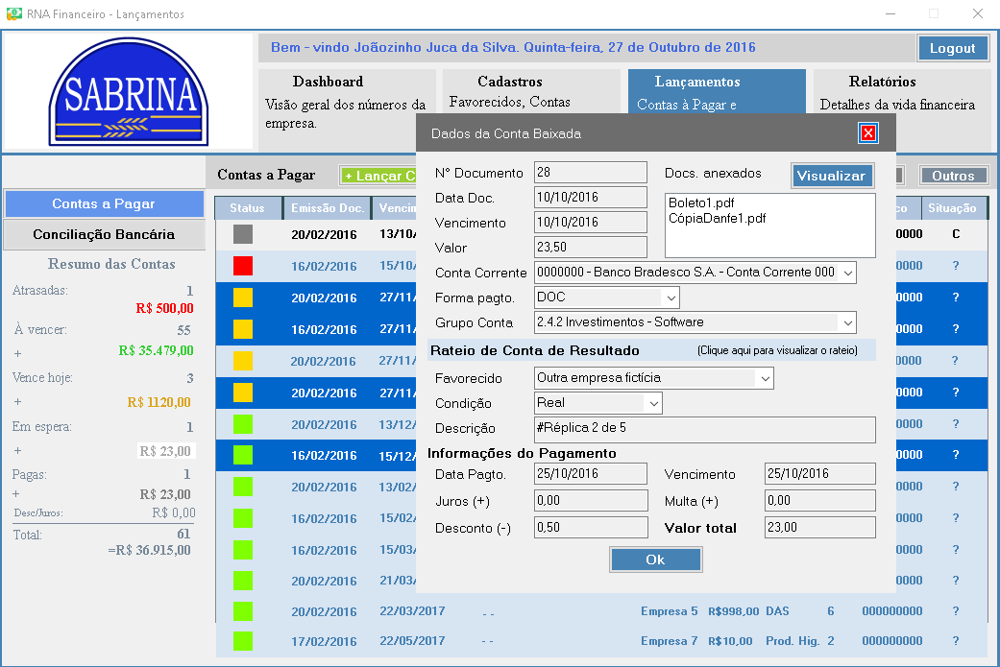 RNA Financeiro - Lançamentos
SABRINA
Bem - vindo Joãozinho Juca da Silva. Quinta-feira, 27 de Outubro de 2016
Logout
Dashboard
Visão geral dos números da
empresa.
Cadastros
Favorecidos, Contas
Lançamentos
Contas à Pagar e
Relatórios
Detalhes da vida financeira
Contas a Pagar
Conciliação Bancária
Resumo das Contas
Atrasadas: 1
R$ 500,00
À vencer: 55
+ R$ 35.479,00
Vence hoje: 3
+ R$ 1120,00
Em espera: 1
+ R$ 23,00
Pagas: 1
+ R$ 23,00
Desc/Juros: R$ 0,00
Total: 61
=R$ 36.915,00
Contas a Pagar
+ Lançar C
Outros
Status Emissão Doc. Vencim co Situação
20/02/2016 13/10/ 0000 C
16/02/2016 15/10/ 0000 ?
20/02/2016 27/11/ 0000 ?
16/02/2016 27/11/ 0000 ?
20/02/2016 27/11/ 0000 ?
20/02/2016 27/11/ 0000 ?
20/02/2016 13/12/ 0000 ?
16/02/2016 15/12/ 0000 ?
20/02/2016 13/02/ 0000 ?
16/02/2016 15/02/ 0000 ?
16/02/2016 15/03/ 0000 ?
20/02/2016 21/03/ 0000 ?
20/02/2016 22/03/2017 - - Empresa 5 R$998,00 DAS 6 000000000 ?
17/02/2016 22/05/2017 - - Empresa 7 R$10,00 Prod. Hig. 2 000000000 ?
Dados da Conta Baixada
X
N° Documento 28
Data Doc. 10/10/2016
Vencimento 10/10/2016
Valor 23,50
Docs. anexados
Visualizar
Boleto1.pdf
CópiaDanfe1.pdf
Conta Corrente 0000000 - Banco Bradesco S.A. - Conta Corrente 000
Forma pagto. DOC
Grupo Conta 2.4.2 Investimentos - Software
Rateio de Conta de Resultado (Clique aqui para visualizar o rateio)
Favorecido Outra empresa fictícia
Condição Real
Descrição #Réplica 2 de 5
Informações do Pagamento
Data Pagto. 25/10/2016 Vencimento 25/10/2016
Juros (+) 0,00 Multa (+) 0,00
Desconto (-) 0,50 Valor total 23,00
Ok